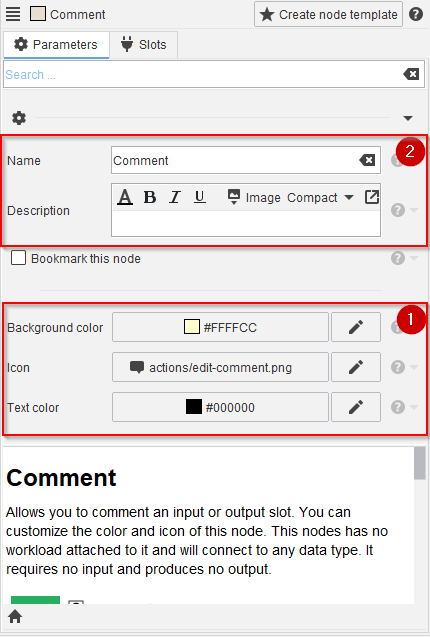 Comment Create node template ?
Parameters Slots
Search ...
2
Name Comment ?
Description A B I U Image Compact ?
Bookmark this node ?
1
Background color #FFFFCC ?
Icon actions/edit-comment.png ?
Text color #000000 ?
Comment
Allows you to comment an input or output slot. You can
customize the color and icon of this node. This nodes has no
workload attached to it and will connect to any data type. It
requires no input and produces no output.